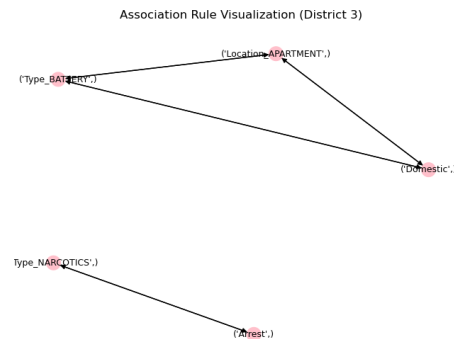 Association Rule Visualization (District 3)
('Location_APARTMENT',)
('Type_BATTERY',)
('Domestic',
Type_NARCOTICS',)
('Arrest',)